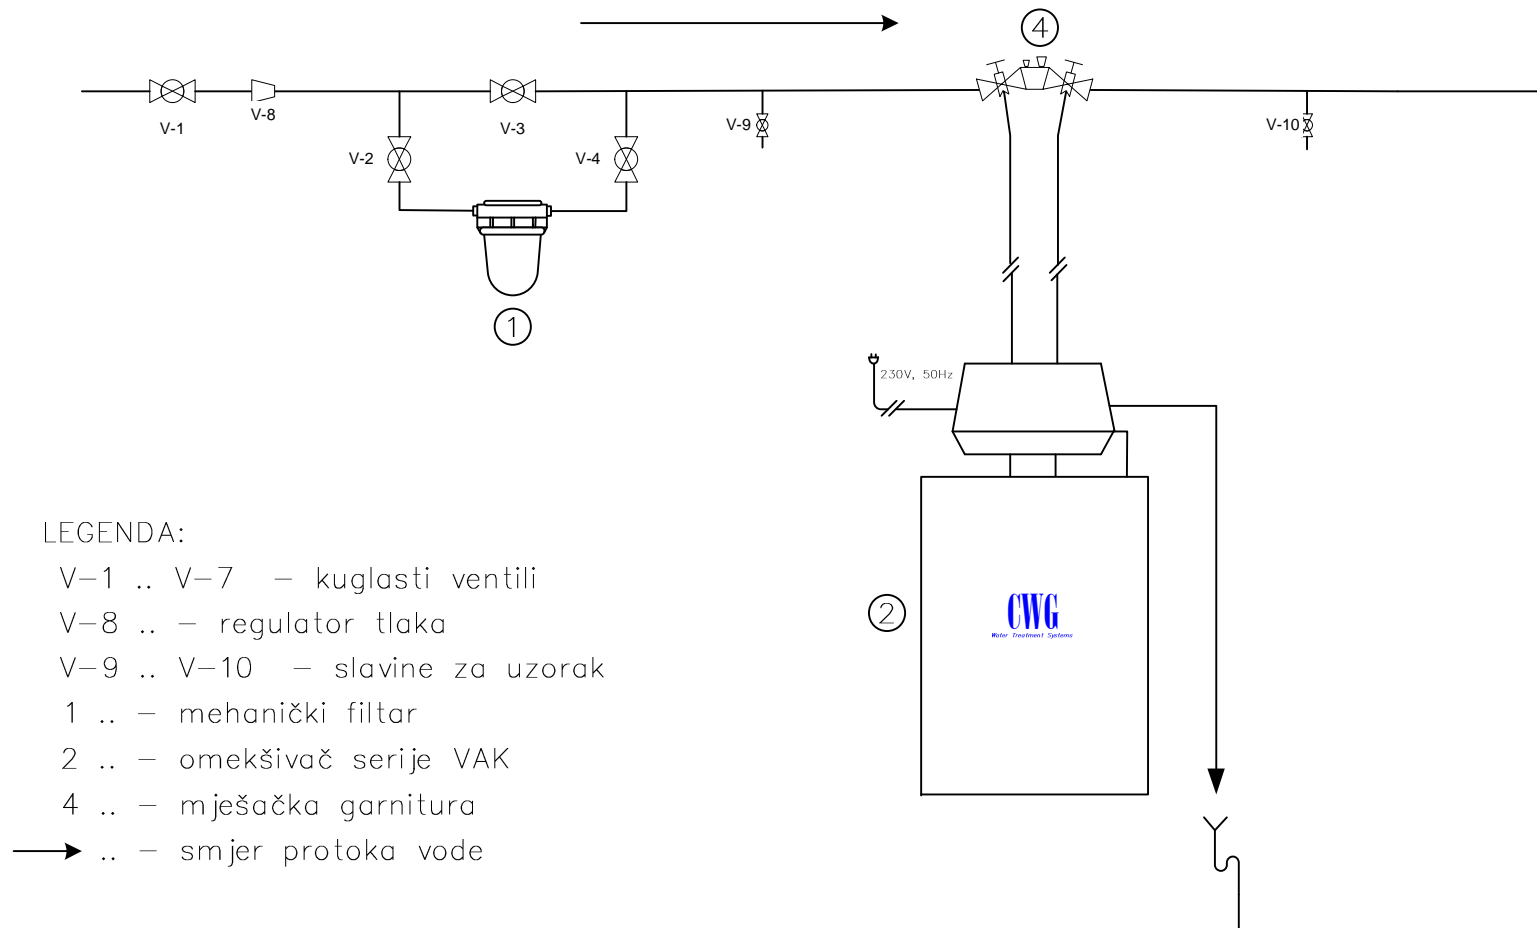 4
V-1
V-8
V-3
V-9
V-10
V-2
V-4
1
230V, 50Hz
2
CWG
Water Treatment Systems
LEGENDA:
V-1 .. V-7 - kuglasti ventili
V-8 .. - regulator tlaka
V-9 .. V-10 - slavine za uzorak
1 .. - mehanički filtar
2 .. - omekšivač serije VAK
4 .. - mješačka garnitura
.. - smjer protoka vode